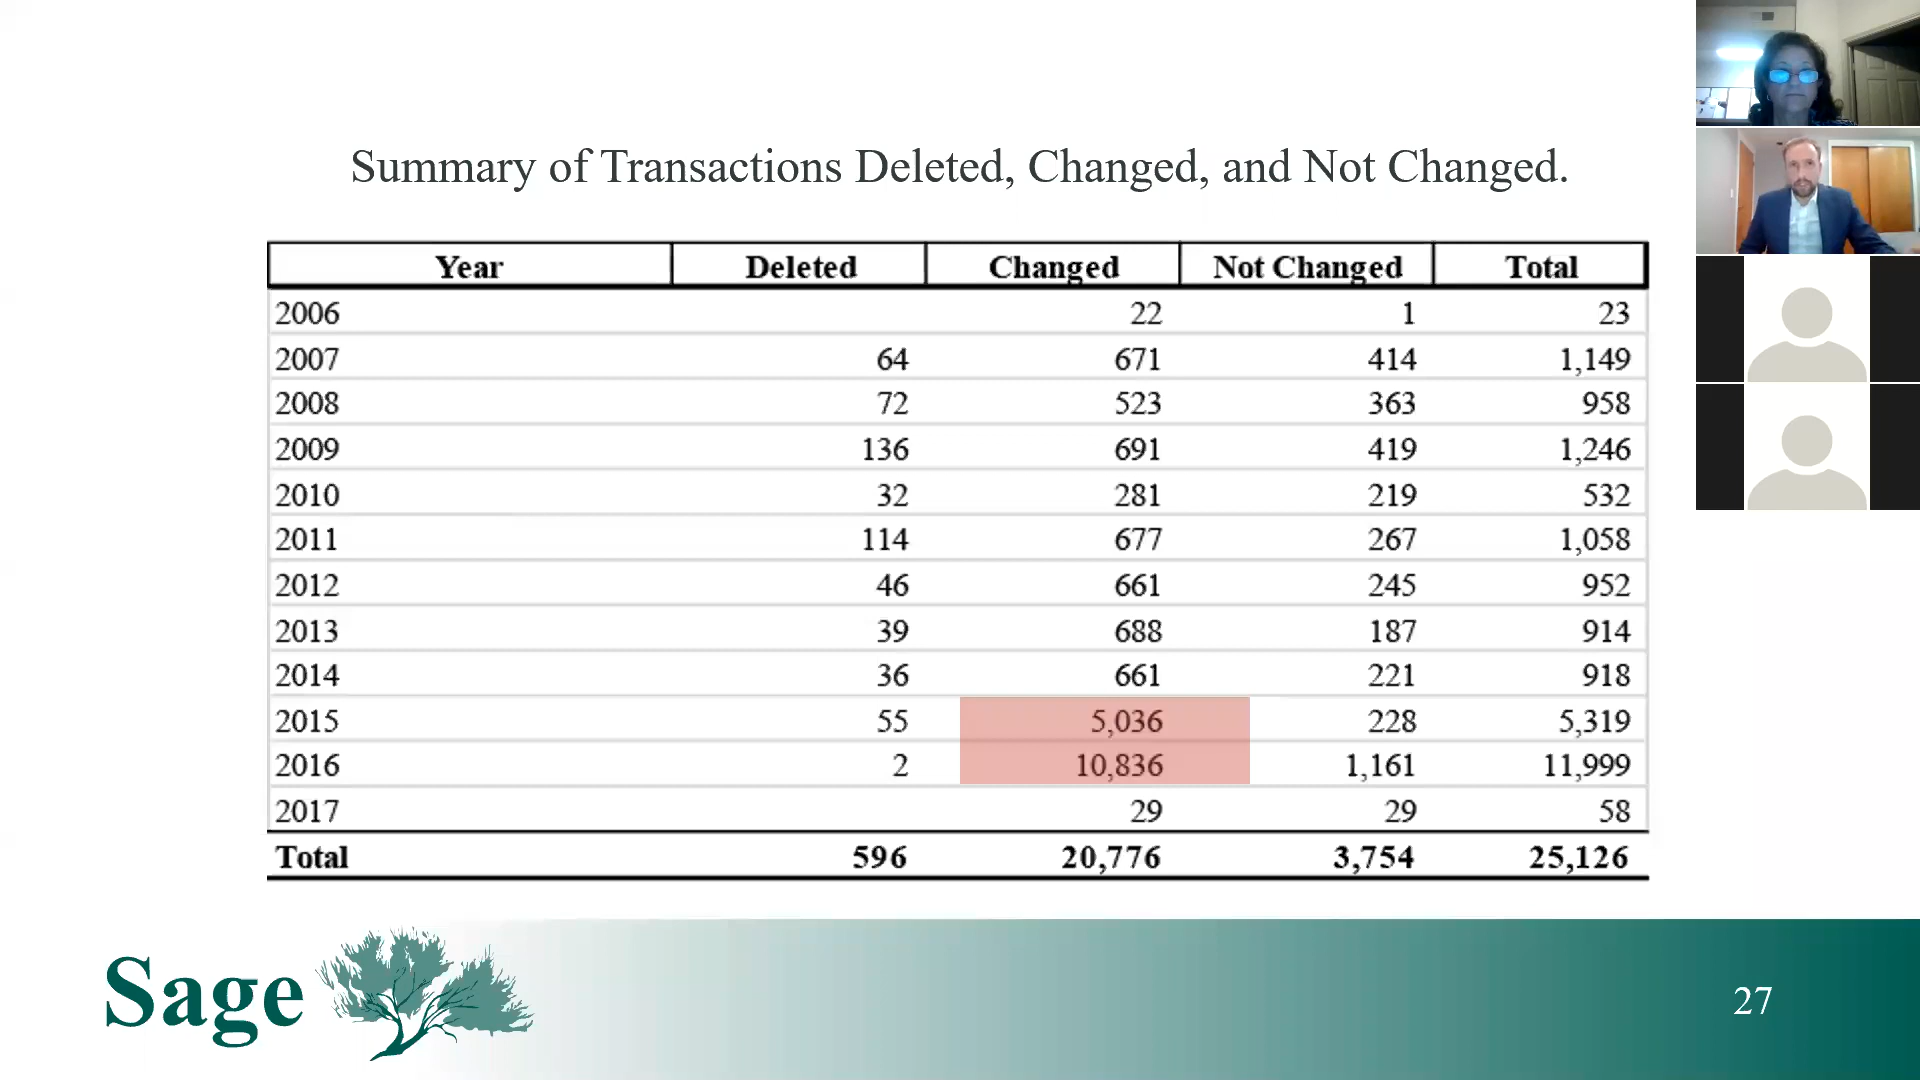 Summary of Transactions Deleted, Changed, and Not Changed.
Year Deleted Changed Not Changed Total
2006 22 1 23
2007 64 671 414 1,149
2008 72 523 363 958
2009 136 691 419 1,246
2010 32 281 219 532
2011 114 677 267 1,058
2012 46 661 245 952
2013 39 688 187 914
2014 36 661 221 918
2015 55 5,036 228 5,319
2016 2 10,836 1,161 11,999
2017 29 29 58
Total 596 20,776 3,754 25,126
Sage
27